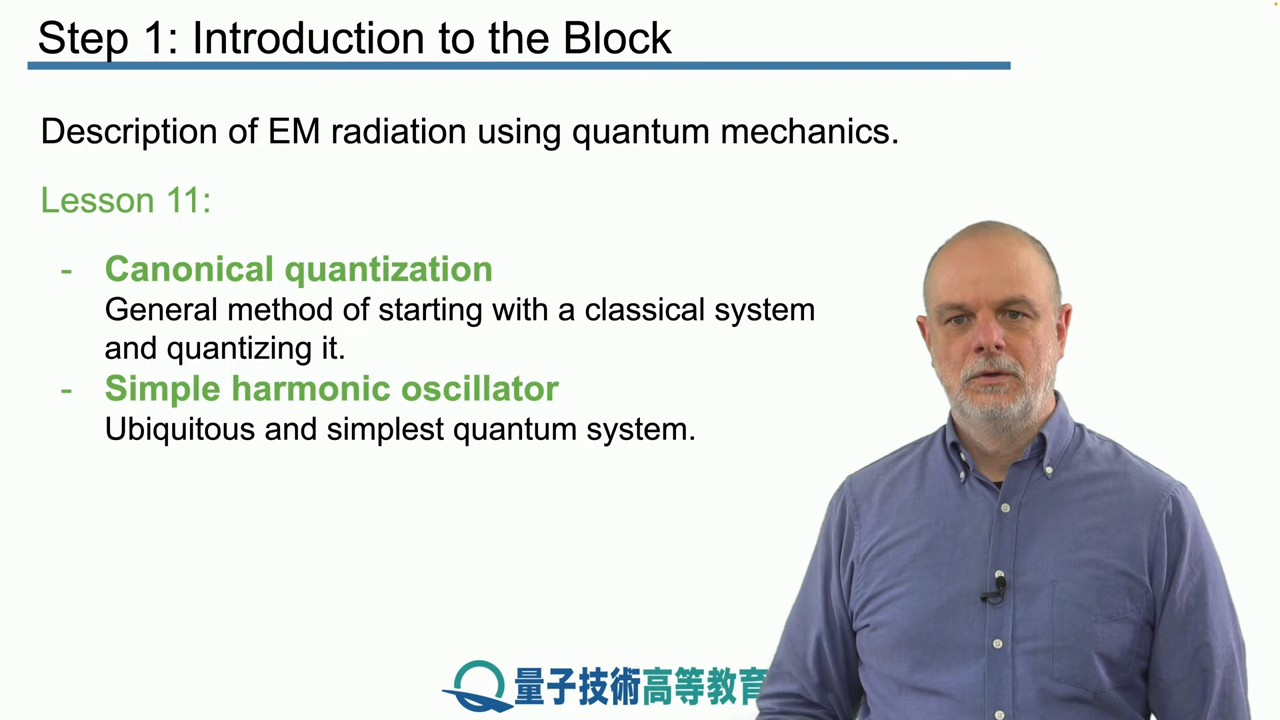 Step 1: Introduction to the Block
Description of EM radiation using quantum mechanics.
Lesson 11:
- Canonical quantization
General method of starting with a classical system
and quantizing it.
- Simple harmonic oscillator
Ubiquitous and simplest quantum system.
量子技術高等教育